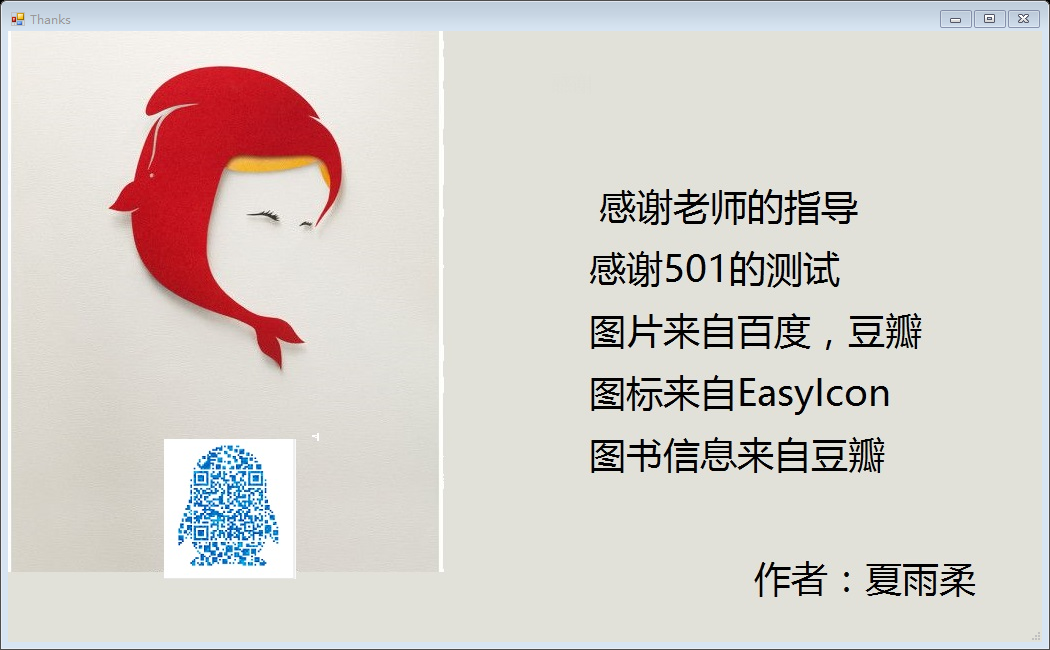 Thanks
感谢老师的指导
感谢501的测试
图片来自百度，豆瓣
图标来自EasyIcon
图书信息来自豆瓣
作者：夏雨柔